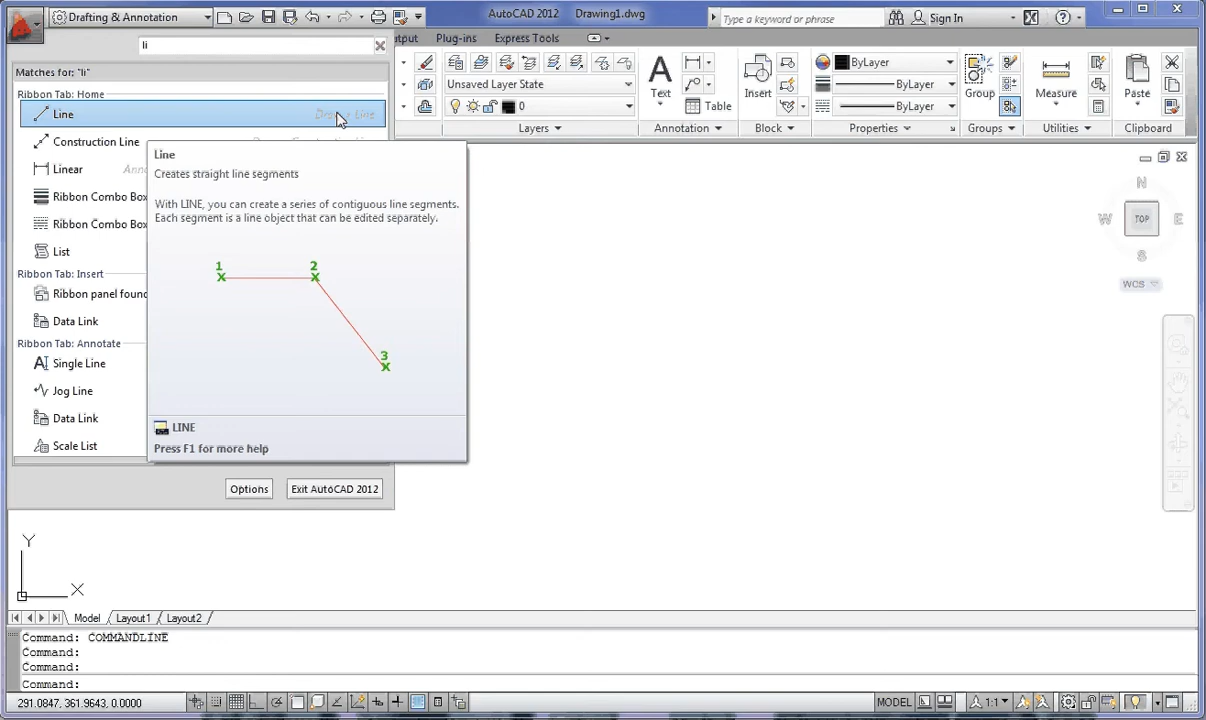 Drafting & Annotation
AutoCAD 2012 Drawing1.dwg
Type a keyword or phrase
Sign In
li
utput Plug-ins Express Tools
Matches for: "li"
Ribbon Tab: Home
Line
Construction Line
Linear
Ribbon Combo Box
Ribbon Combo Box
List
Ribbon Tab: Insert
Ribbon panel foun
Data Link
Ribbon Tab: Annotate
Single Line
Jog Line
Data Link
Scale List
Options Exit AutoCAD 2012
Line
Creates straight line segments
With LINE, you can create a series of contiguous line segments.
Each segment is a line object that can be edited separately.
1
2
3
LINE
Press F1 for more help
Unsaved Layer State
0
Layers
Text
Table
Annotation
Insert
Block
ByLayer
ByLayer
ByLayer
Properties
Group
Groups
Measure
Utilities
Paste
Clipboard
N
W TOP E
S
WCS
Y
X
Model Layout1 Layout2
Command: COMMANDLINE
Command:
Command:
Command:
291.0847, 361.9643, 0.0000
MODEL
1:1